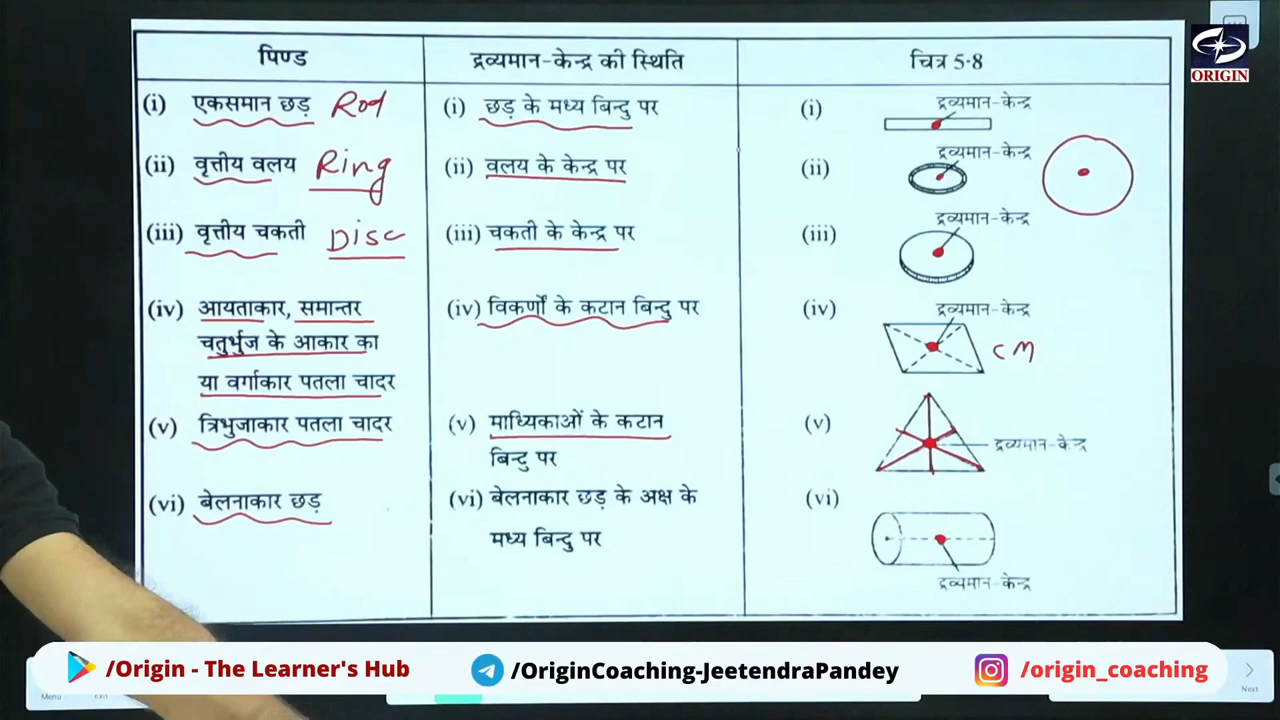 ORIGIN
पिण्ड
द्रव्यमान-केन्द्र की स्थिति
चित्र 5·8
(i) एकसमान छड़ Rod
(i) छड़ के मध्य बिन्दु पर
(i) द्रव्यमान-केन्द्र
(ii) वृत्तीय वलय Ring
(ii) वलय के केन्द्र पर
(ii) द्रव्यमान-केन्द्र
(iii) वृत्तीय चकती Disc
(iii) चकती के केन्द्र पर
(iii) द्रव्यमान-केन्द्र
(iv) आयताकार, समान्तर
चतुर्भुज के आकार का
या वर्गाकार पतला चादर
(iv) विकर्णों के कटान बिन्दु पर
(iv) द्रव्यमान-केन्द्र
CM
(v) त्रिभुजाकार पतला चादर
(v) माध्यिकाओं के कटान
बिन्दु पर
(v) द्रव्यमान-केन्द्र
(vi) बेलनाकार छड़
(vi) बेलनाकार छड़ के अक्ष के
मध्य बिन्दु पर
(vi) द्रव्यमान-केन्द्र
/Origin - The Learner's Hub
/OriginCoaching-JeetendraPandey
/origin_coaching
Menu
Next